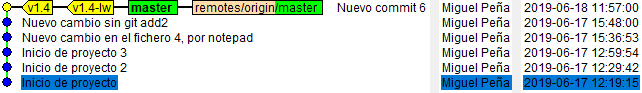 v1.4 v1.4-lw master remotes/origin/master Nuevo commit 6 Miguel Peña 2019-06-18 11:57:00
Nuevo cambio sin git add2 Miguel Peña 2019-06-17 15:48:00
Nuevo cambio en el fichero 4, por notepad Miguel Peña 2019-06-17 15:36:53
Inicio de proyecto 3 Miguel Peña 2019-06-17 12:59:04
Inicio de proyecto 2 Miguel Peña 2019-06-17 12:29:42
Inicio de proyecto Miguel Peña 2019-06-17 12:19:15